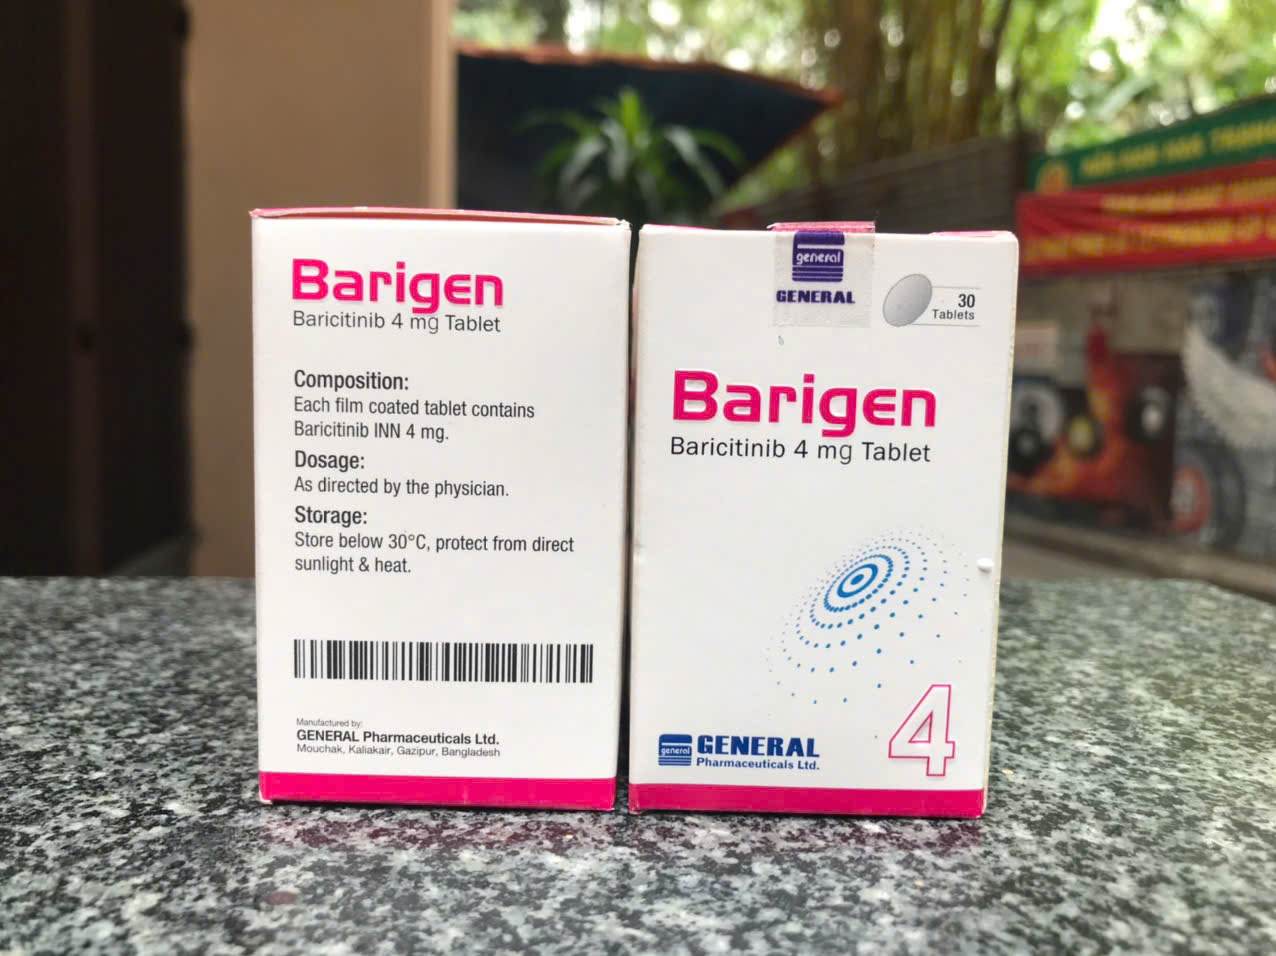 Barigen
Baricitinib 4 mg Tablet
Composition:
Each film coated tablet contains
Baricitinib INN 4 mg.
Dosage:
As directed by the physician.
Storage:
Store below 30°C, protect from direct
sunlight & heat.
Manufactured by:
GENERAL Pharmaceuticals Ltd.
Mouchak, Kaliakair, Gazipur, Bangladesh
general
GENERAL
30
Tablets
Barigen
Baricitinib 4 mg Tablet
4
general
GENERAL
Pharmaceuticals Ltd.